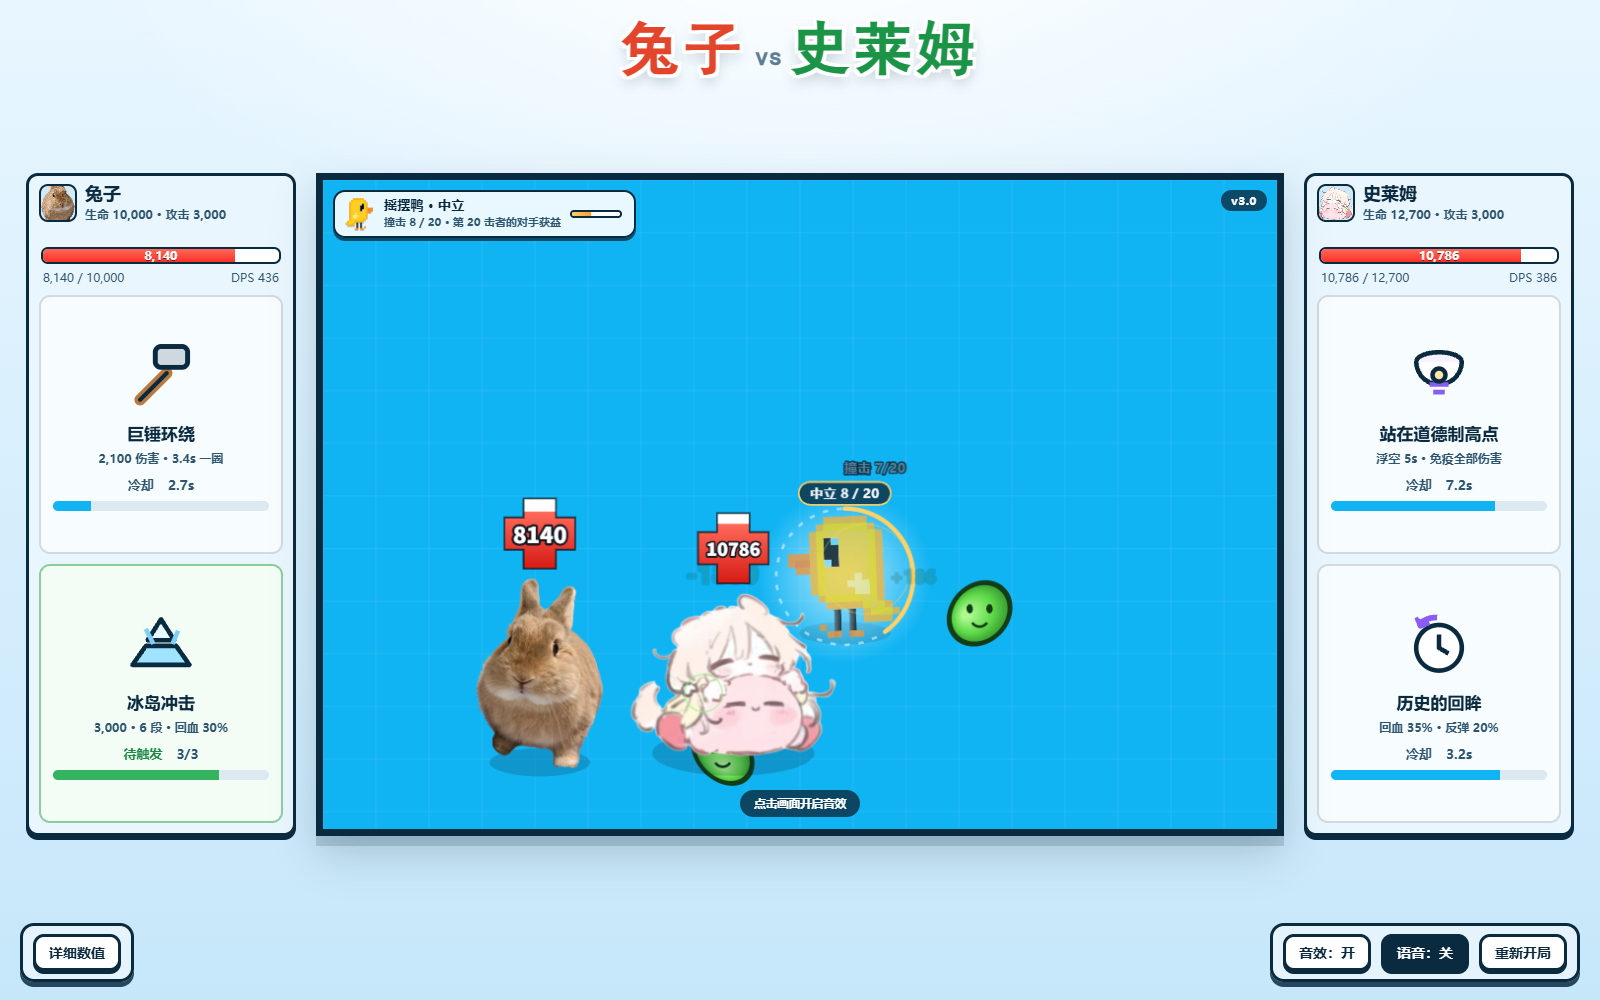 兔子 vs 史莱姆
兔子
生命 10,000 • 攻击 3,000
8,140
8,140 / 10,000
DPS 436
巨锤环绕
2,100 伤害 • 3.4s 一圈
冷却 2.7s
冰岛冲击
3,000 • 6 段 • 回血 30%
待触发 3/3
摇摆鸭 • 中立
撞击 8 / 20 • 第 20 击者的对手获益
v3.0
撞击 7/20
中立 8 / 20
8140
10786
点击画面开启音效
史莱姆
生命 12,700 • 攻击 3,000
10,786
10,786 / 12,700
DPS 386
站在道德制高点
浮空 5s • 免疫全部伤害
冷却 7.2s
历史的回眸
回血 35% • 反弹 20%
冷却 3.2s
详细数值
音效：开
语音：关
重新开局